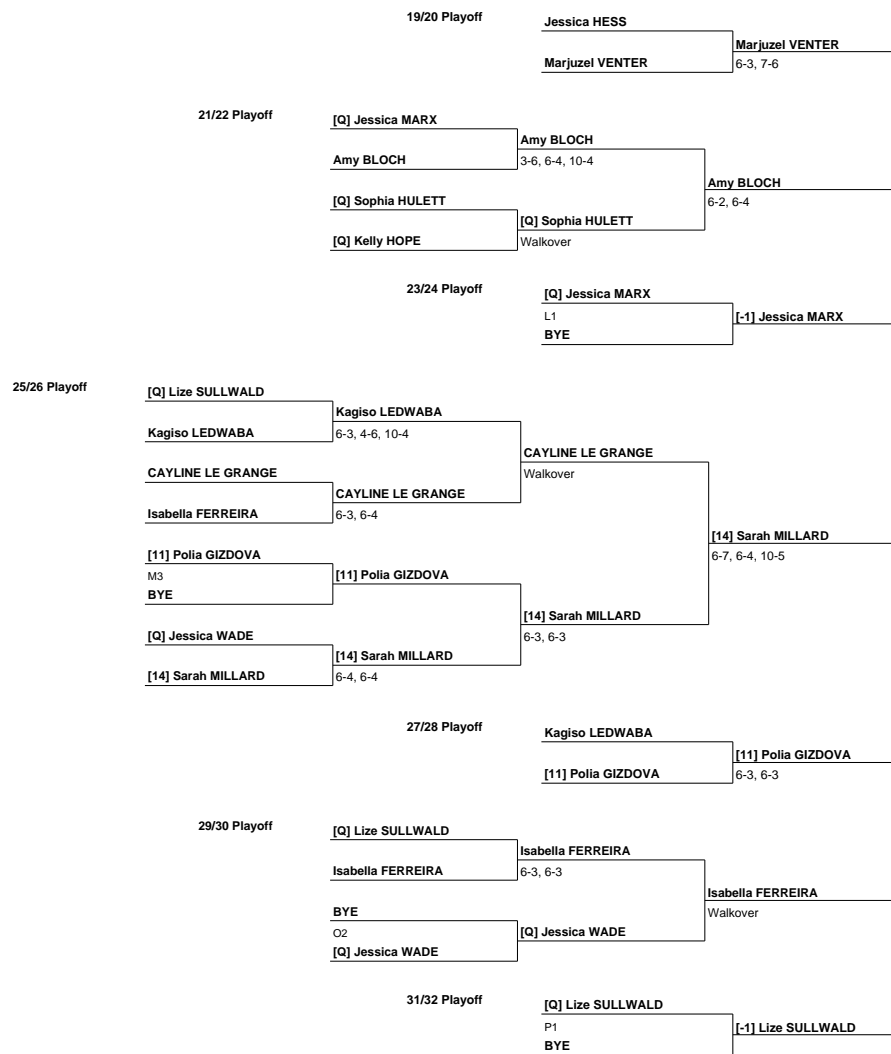 19/20 Playoff
Jessica HESS
Marjuzel VENTER
Marjuzel VENTER
6-3, 7-6
21/22 Playoff
[Q] Jessica MARX
Amy BLOCH
Amy BLOCH
3-6, 6-4, 10-4
Amy BLOCH
6-2, 6-4
[Q] Sophia HULETT
[Q] Sophia HULETT
[Q] Kelly HOPE
Walkover
23/24 Playoff
[Q] Jessica MARX
L1
[-1] Jessica MARX
BYE
25/26 Playoff
[Q] Lize SULLWALD
Kagiso LEDWABA
Kagiso LEDWABA
6-3, 4-6, 10-4
CAYLINE LE GRANGE
Walkover
CAYLINE LE GRANGE
CAYLINE LE GRANGE
Isabella FERREIRA
6-3, 6-4
[14] Sarah MILLARD
6-7, 6-4, 10-5
[11] Polia GIZDOVA
M3
[11] Polia GIZDOVA
BYE
[14] Sarah MILLARD
6-3, 6-3
[Q] Jessica WADE
[14] Sarah MILLARD
[14] Sarah MILLARD
6-4, 6-4
27/28 Playoff
Kagiso LEDWABA
[11] Polia GIZDOVA
[11] Polia GIZDOVA
6-3, 6-3
29/30 Playoff
[Q] Lize SULLWALD
Isabella FERREIRA
Isabella FERREIRA
6-3, 6-3
Isabella FERREIRA
Walkover
BYE
O2
[Q] Jessica WADE
[Q] Jessica WADE
31/32 Playoff
[Q] Lize SULLWALD
P1
[-1] Lize SULLWALD
BYE